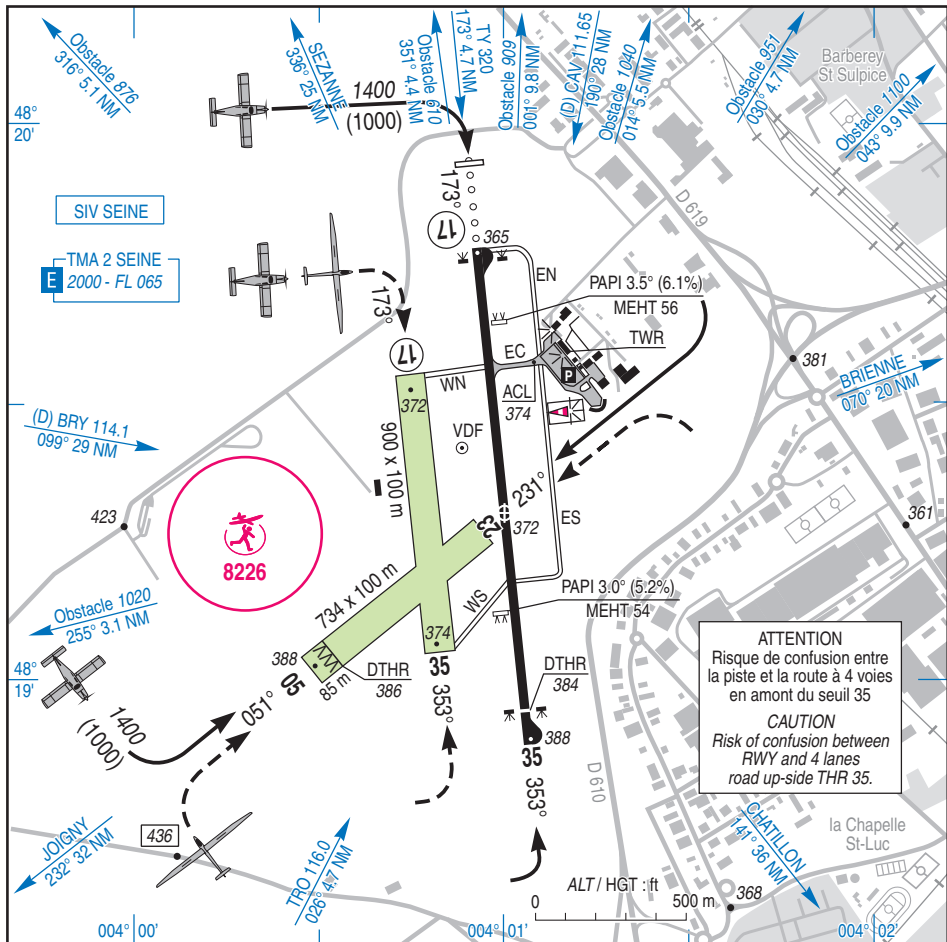 Obstacle 876
316° 5.1 NM
SEZANNE
336° 25 NM
Obstacle 610
351° 4.4 NM
TY 320
173° 4.7 NM
Obstacle 909
001° 9.8 NM
(D) CAV 111.65
190° 28 NM
Obstacle 1040
014° 5.5 NM
Obstacle 951
030° 4.7 NM
Obstacle 1100
043° 9.9 NM
Barberey
St Sulpice
48°
20'
1400
(1000)
173°
17
365
D 619
SIV SEINE
TMA 2 SEINE
E 2000 - FL 065
173°
17
EN
PAPI 3.5° (6.1%)
MEHT 56
TWR
EC
P
WN
372
ACL
374
381
BRIENNE
070° 20 NM
(D) BRY 114.1
099° 29 NM
VDF
900 x 100 m
231°
23
372
ES
423
361
8226
734 x 100 m
WS
PAPI 3.0° (5.2%)
MEHT 54
Obstacle 1020
255° 3.1 NM
48°
19'
388
05
051°
85 m
DTHR
386
374
35
353°
DTHR
384
388
35
353°
1400
(1000)
ATTENTION
Risque de confusion entre
la piste et la route à 4 voies
en amont du seuil 35
CAUTION
Risk of confusion between
RWY and 4 lanes
road up-side THR 35.
D 610
436
JOIGNY
232° 32 NM
TRO 116.0
026° 4.7 NM
CHATILLON
141° 36 NM
la Chapelle
St-Luc
368
ALT / HGT : ft
0 500 m
004° 00'
004° 01'
004° 02'